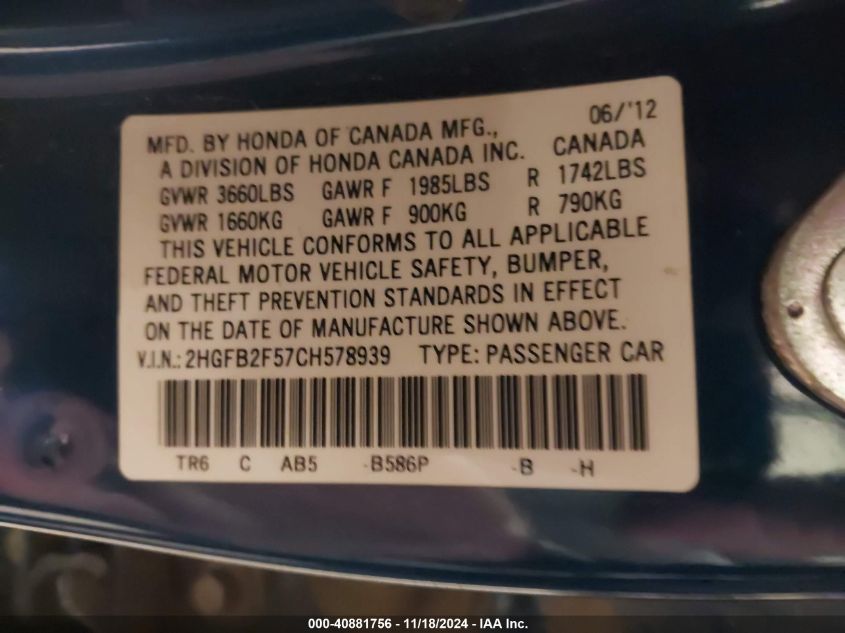 06/'12
MFD. BY HONDA OF CANADA MFG.,
A DIVISION OF HONDA CANADA INC. CANADA
GVWR 3660LBS GAWR F 1985LBS R 1742LBS
GVWR 1660KG GAWR F 900KG R 790KG
THIS VEHICLE CONFORMS TO ALL APPLICABLE
FEDERAL MOTOR VEHICLE SAFETY, BUMPER,
AND THEFT PREVENTION STANDARDS IN EFFECT
ON THE DATE OF MANUFACTURE SHOWN ABOVE.
V.I.N.: 2HGFB2F57CH578939 TYPE: PASSENGER CAR
TR6 C AB5 -B586P -B -H
000-40881756 - 11/18/2024 - IAA Inc.